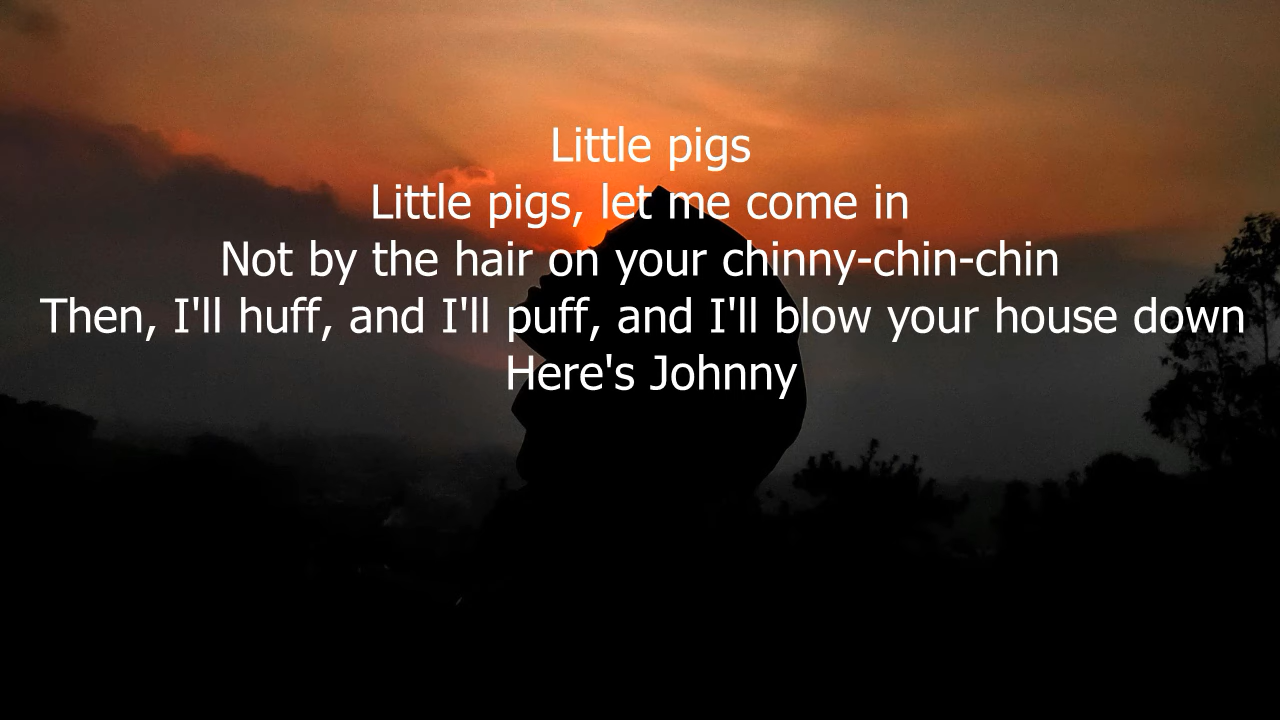 Little pigs
Little pigs, let me come in
Not by the hair on your chinny-chin-chin
Then, I'll huff, and I'll puff, and I'll blow your house down
Here's Johnny